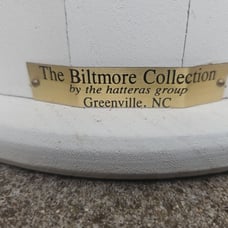 The Biltmore Collection
by the hatteras group
Greenville, NC